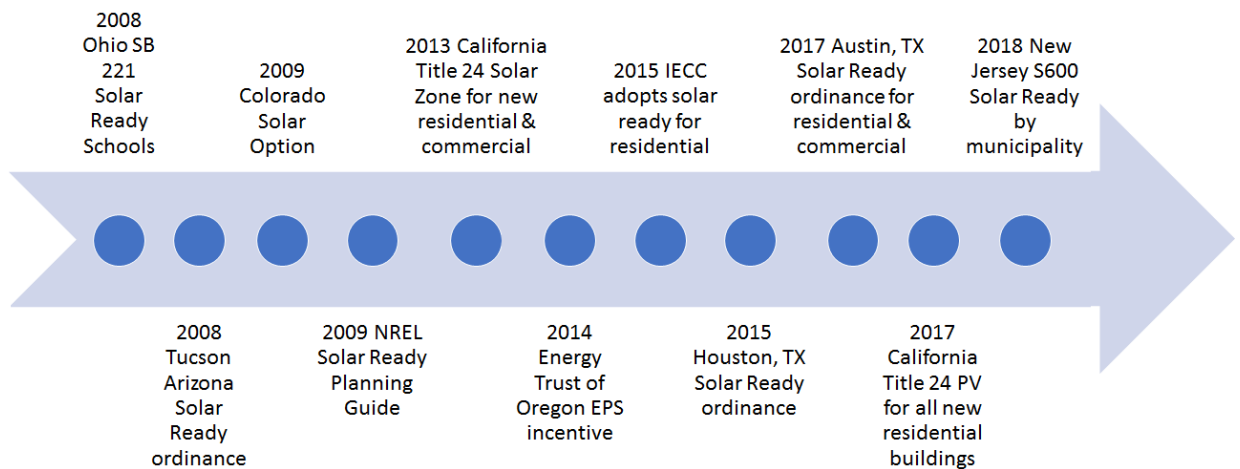 2008
Ohio SB
221
Solar
Ready
Schools
2008
Tucson
Arizona
Solar
Ready
ordinance
2009
Colorado
Solar
Option
2009 NREL
Solar Ready
Planning
Guide
2013 California
Title 24 Solar
Zone for new
residential &
commercial
2014
Energy
Trust of
Oregon EPS
incentive
2015 IECC
adopts solar
ready for
residential
2015
Houston, TX
Solar Ready
ordinance
2017 Austin, TX
Solar Ready
ordinance for
residential &
commercial
2017
California
Title 24 PV
for all new
residential
buildings
2018 New
Jersey S600
Solar Ready
by
municipality